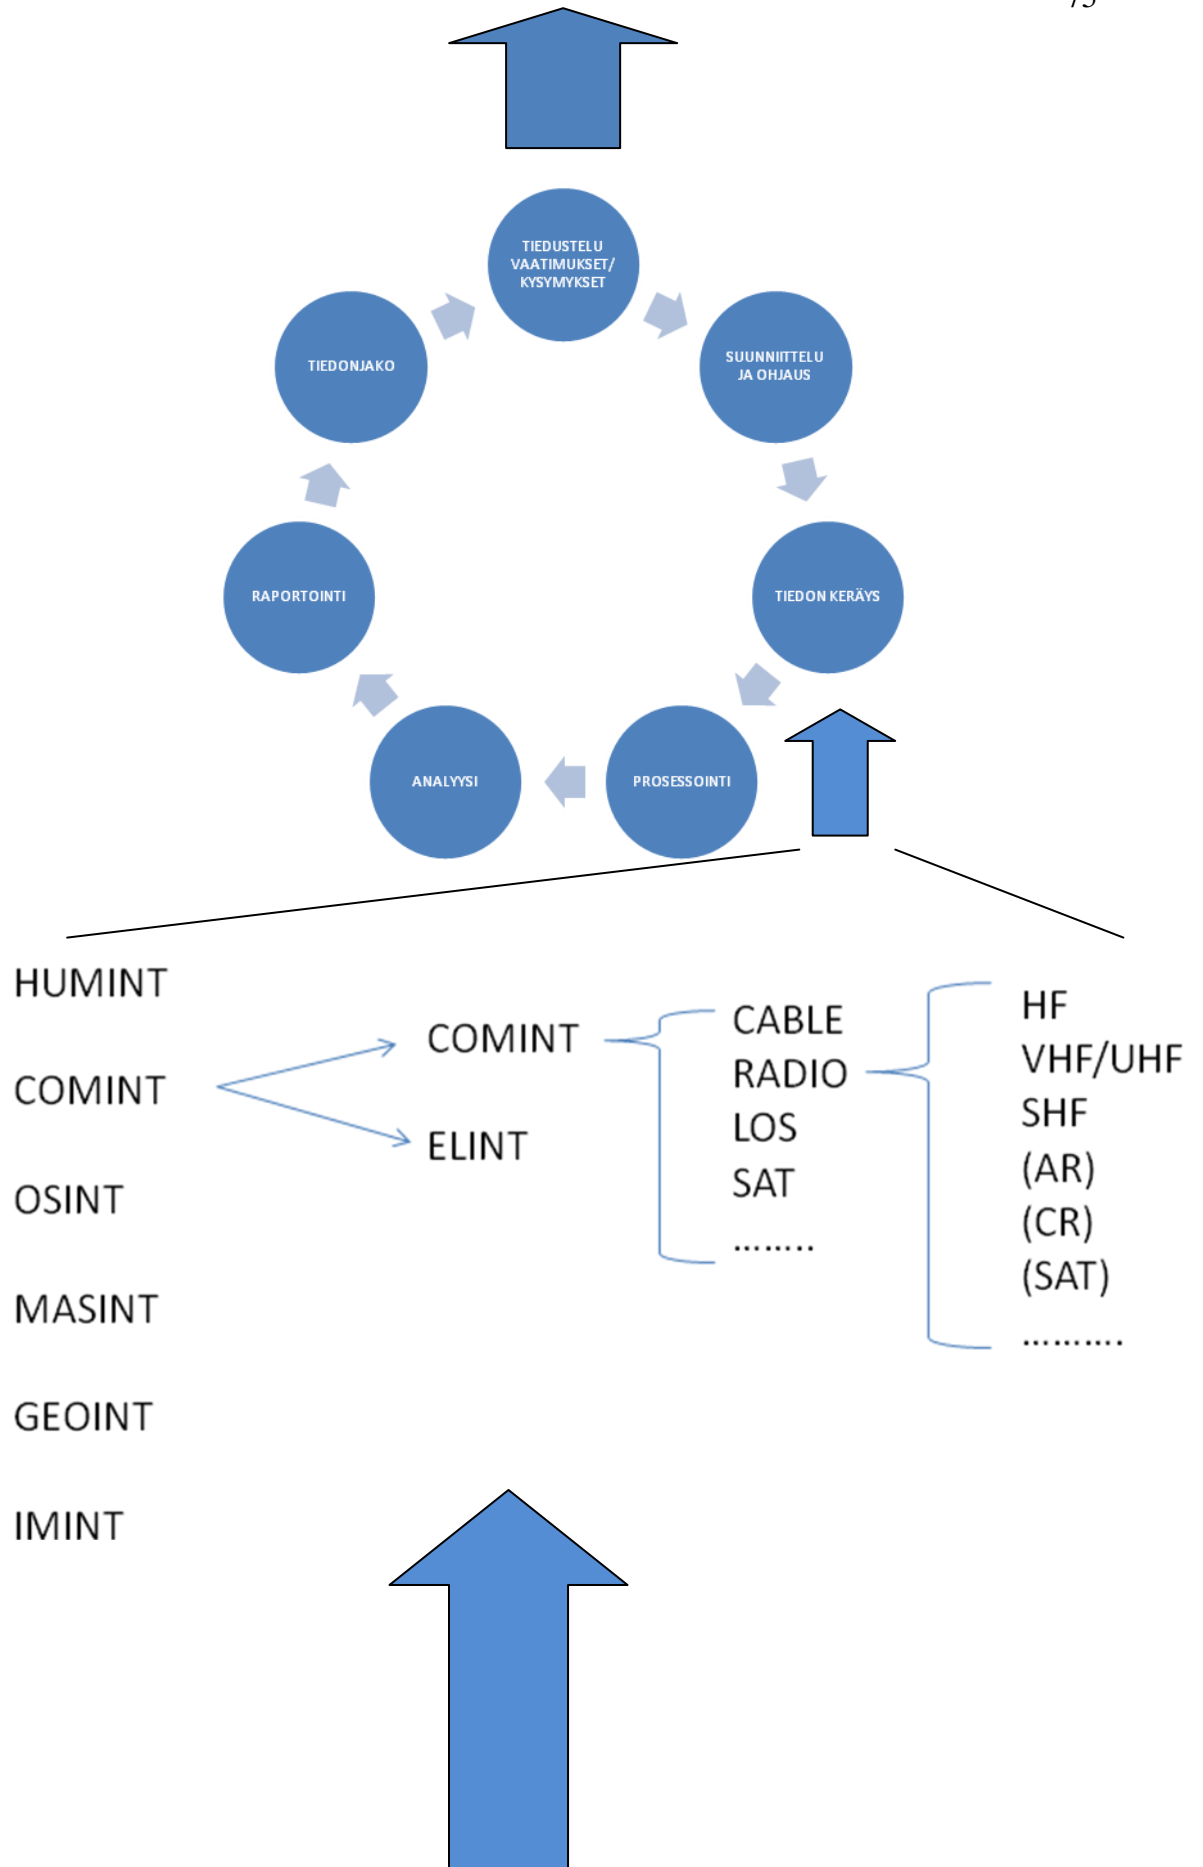 TIEDUSTELU
VAATIMUKSET/
KYSYMYKSET
SUUNNITTELU
JA OHJAUS
TIEDON KERÄYS
PROSESSOINTI
ANALYYSI
RAPORTOINTI
TIEDONJAKO
HUMINT
COMINT
OSINT
MASINT
GEOINT
IMINT
COMINT
ELINT
CABLE
RADIO
LOS
SAT
........
HF
VHF/UHF
SHF
(AR)
(CR)
(SAT)
..........